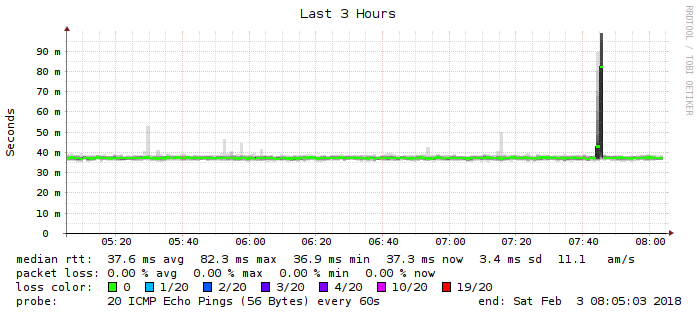 Last 3 Hours
RRDTOOL / TOBI OETIKER
Seconds
90 m
80 m
70 m
60 m
50 m
40 m
30 m
20 m
10 m
0
05:20 05:40 06:00 06:20 06:40 07:00 07:20 07:40 08:00
median rtt: 37.6 ms avg 82.3 ms max 36.9 ms min 37.3 ms now 3.4 ms sd 11.1 am/s
packet loss: 0.00 % avg 0.00 % max 0.00 % min 0.00 % now
loss color: 0 1/20 2/20 3/20 4/20 10/20 19/20
probe: 20 ICMP Echo Pings (56 Bytes) every 60s end: Sat Feb 3 08:05:03 2018